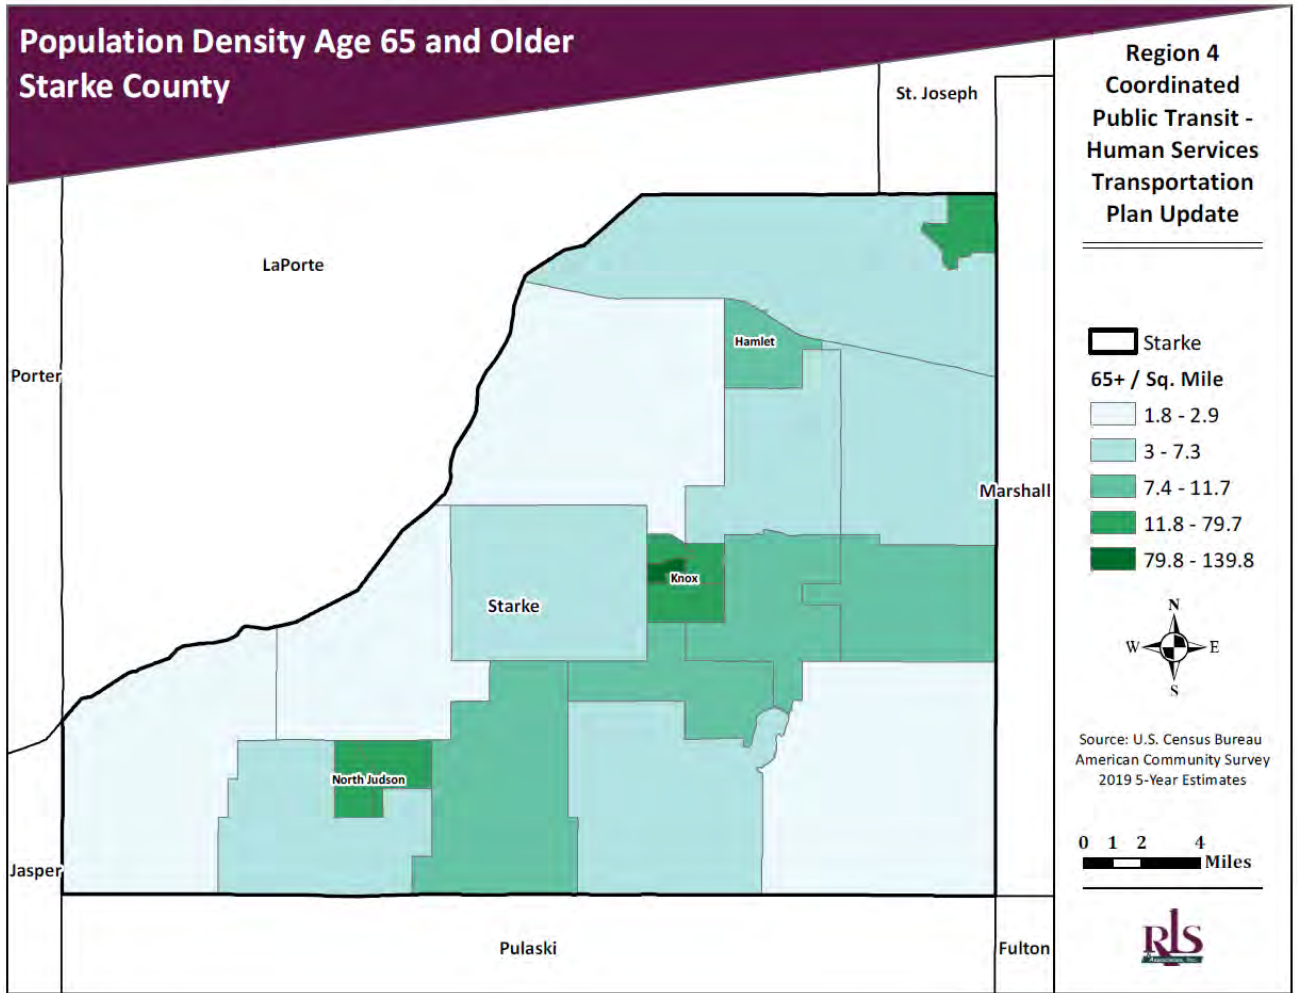 Population Density Age 65 and Older
Starke County
Region 4
Coordinated
Public Transit -
Human Services
Transportation
Plan Update
St. Joseph
LaPorte
Porter
Hamlet
Marshall
Knox
Starke
North Judson
Jasper
Pulaski
Fulton
Starke
65+ / Sq. Mile
1.8 - 2.9
3 - 7.3
7.4 - 11.7
11.8 - 79.7
79.8 - 139.8
N
W
E
S
Source: U.S. Census Bureau
American Community Survey
2019 5-Year Estimates
0 1 2 4
Miles
RLS
& Associates, Inc.